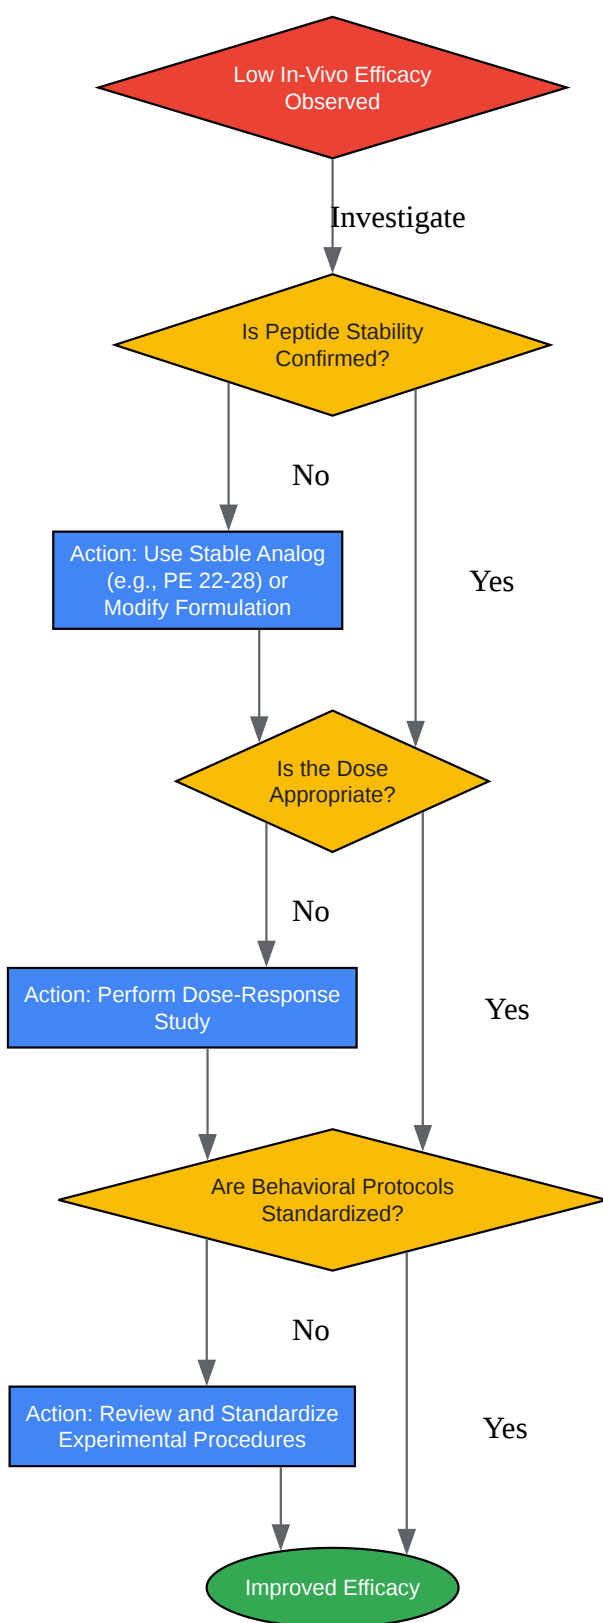 Low In-Vivo Efficacy
Observed
Investigate
Is Peptide Stability
Confirmed?
No
Action: Use Stable Analog
(e.g., PE 22-28) or
Modify Formulation
Yes
Is the Dose
Appropriate?
No
Action: Perform Dose-Response
Study
Yes
Are Behavioral Protocols
Standardized?
No
Action: Review and Standardize
Experimental Procedures
Yes
Improved Efficacy